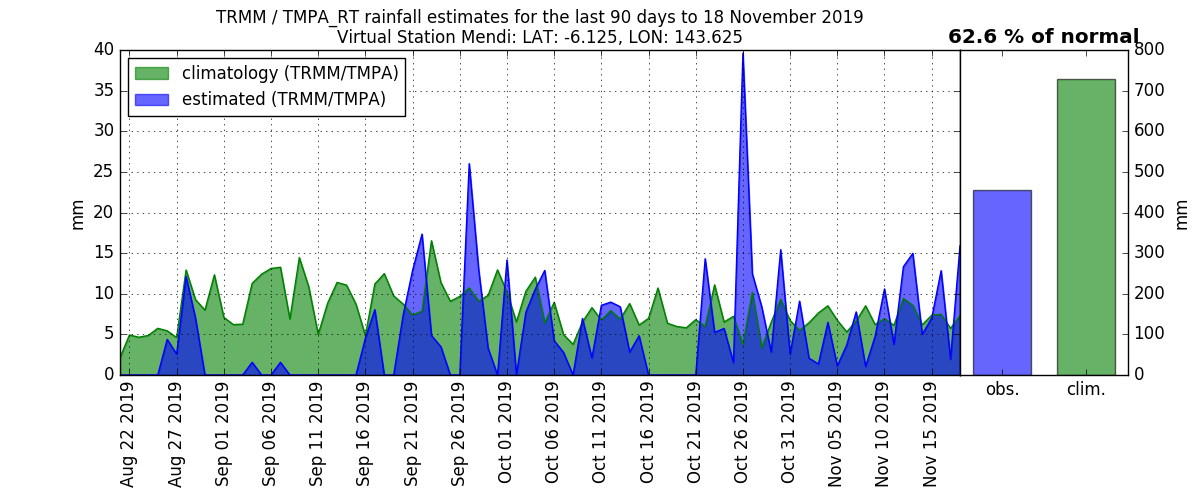 TRMM / TMPA_RT rainfall estimates for the last 90 days to 18 November 2019
Virtual Station Mendi: LAT: -6.125, LON: 143.625
62.6 % of normal
climatology (TRMM/TMPA)
estimated (TRMM/TMPA)
40
35
30
25
20
15
10
5
0
mm
Aug 22 2019
Aug 27 2019
Sep 01 2019
Sep 06 2019
Sep 11 2019
Sep 16 2019
Sep 21 2019
Sep 26 2019
Oct 01 2019
Oct 06 2019
Oct 11 2019
Oct 16 2019
Oct 21 2019
Oct 26 2019
Oct 31 2019
Nov 05 2019
Nov 10 2019
Nov 15 2019
obs.
clim.
800
700
600
500
400
300
200
100
0
mm